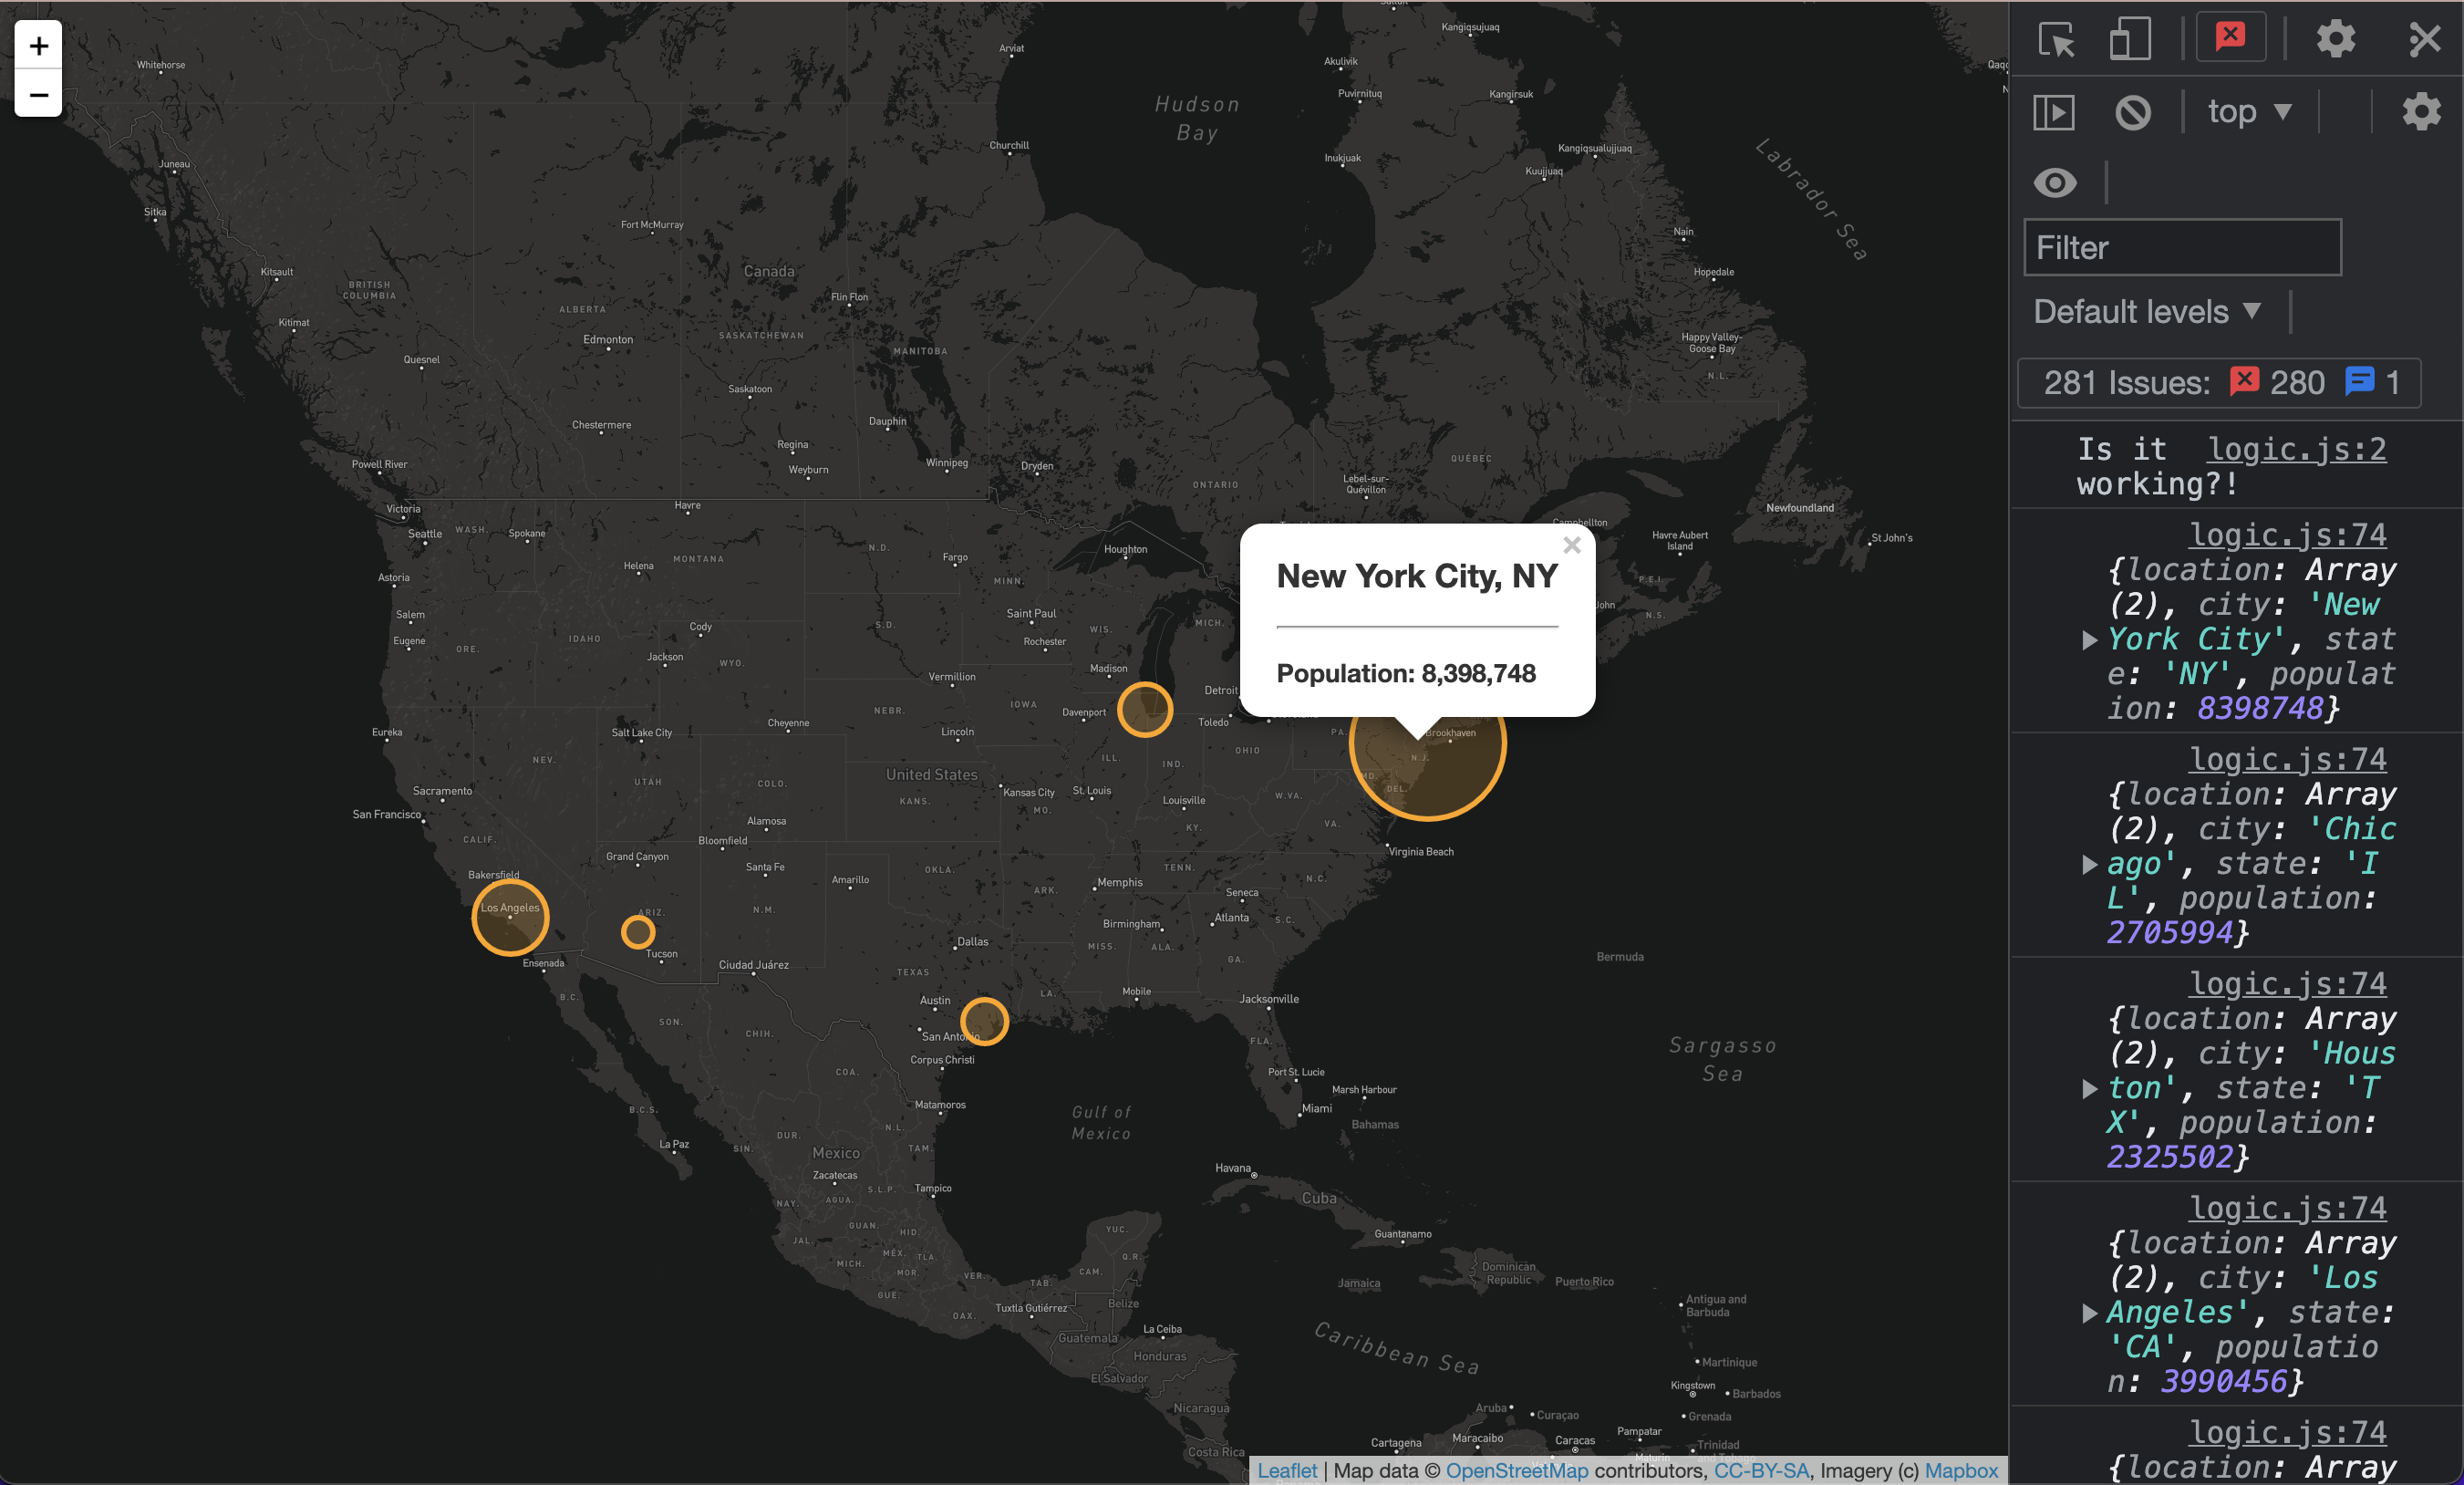 +
−
Whitehorse
Juneau
Sitka
Kitsault
Kitimat
BRITISH
COLUMBIA
Quesnel
Powell River
Victoria
Seattle
WASH.
Spokane
Astoria
Salem
Eugene
ORE.
Eureka
Sacramento
San Francisco
CALIF.
NEV.
Bakersfield
Los Angeles
Ensenada
B.C.
Fort McMurray
Canada
ALBERTA
Edmonton
SASKATCHEWAN
Saskatoon
Chestermere
Regina
Weyburn
Flin Flon
MANITOBA
Dauphin
Winnipeg
Dryden
Arviat
Churchill
Hudson
Bay
Akulivik
Puvirnituq
Inukjuak
Kangiqsujuaq
Kangirsuk
Kangiqsualujjuaq
Kuujjuaq
Labrador Sea
Nain
Hopedale
Happy Valley-
Goose Bay
N.L.
QUÉBEC
Lebel-sur-
Quévillon
ONTARIO
Campbellton
Havre Aubert
Island
P.E.I.
N.S.
Newfoundland
St John's
Havre
Helena
MONTANA
IDAHO
Cody
Jackson
WYO.
N.D.
Fargo
MINN.
S.D.
Saint Paul
Rochester
WIS.
Houghton
MICH.
Madison
Vermillion
IOWA
Davenport
NEBR.
Lincoln
Cheyenne
Salt Lake City
UTAH
COLO.
United States
KANS.
Kansas City
MO.
St. Louis
ILL.
IND.
Detroit
Toledo
OHIO
PA.
Brookhaven
N.J.
MD.
DEL.
W.VA.
VA.
Virginia Beach
Louisville
KY.
Alamosa
Bloomfield
Grand Canyon
Santa Fe
Amarillo
OKLA.
ARIZ.
N.M.
Tucson
Ciudad Juárez
TEXAS
Dallas
Austin
San Antonio
Corpus Christi
ARK.
Memphis
TENN.
N.C.
Seneca
Atlanta
S.C.
Birmingham
MISS.
ALA.
GA.
LA.
Mobile
Jacksonville
FLA.
Port St. Lucie
Miami
Marsh Harbour
Bahamas
Bermuda
Sargasso
Sea
Gulf of
Mexico
SON.
CHIH.
COA.
B.C.S.
La Paz
SIN.
DUR.
N.L.
Matamoros
TAM.
Mexico
Zacatecas
S.L.P.
Tampico
NAY.
AGUA.
GUAN.
HID.
JAL.
MÉX.
TLA.
MICH.
MOR.
VER.
GUE.
OAX.
TAB.
CAM.
YUC.
Q.R.
Tuxtla Gutiérrez
Belize
Guatemala
La Ceiba
Honduras
El Salvador
Nicaragua
Costa Rica
Havana
Cuba
Guantanamo
Jamaica
Dominican
Republic
Puerto Rico
Caribbean Sea
Antigua and
Barbuda
Martinique
Kingstown
Barbados
Grenada
Aruba
Curaçao
Cartagena
Maracaibo
Caracas
Pampatar
Maturín
Trinidad
and Tobago
New York City, NY
×
Population: 8,398,748
Leaflet | Map data © OpenStreetMap contributors, CC-BY-SA, Imagery (c) Mapbox
top ▼
Filter
Default levels ▼
281 Issues: 280 1
Is it logic.js:2
working?!
logic.js:74
{location: Array
(2), city: 'New
York City', stat
e: 'NY', populat
ion: 8398748}
logic.js:74
{location: Array
(2), city: 'Chic
ago', state: 'I
L', population:
2705994}
logic.js:74
{location: Array
(2), city: 'Hous
ton', state: 'T
X', population:
2325502}
logic.js:74
{location: Array
(2), city: 'Los
Angeles', state:
'CA', populatio
n: 3990456}
logic.js:74
{location: Array